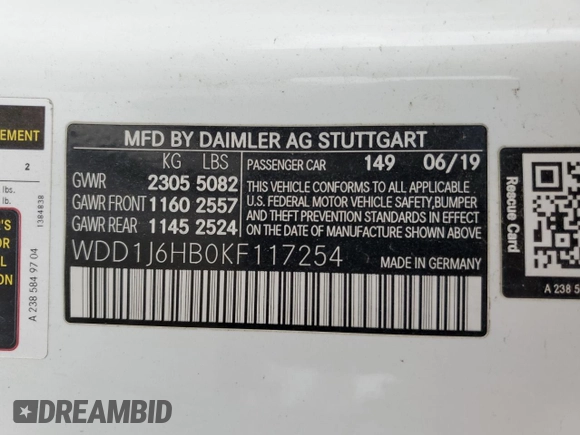 EMENT
2
lbs.
lbs.
1384838
R'S
A 238 584 97 04
MFD BY DAIMLER AG STUTTGART
KG LBS
GVWR 2305 5082
GAWR FRONT 1160 2557
GAWR REAR 1145 2524
PASSENGER CAR 149 06/19
THIS VEHICLE CONFORMS TO ALL APPLICABLE
U.S. FEDERAL MOTOR VEHICLE SAFETY,BUMPER
AND THEFT PREVENTION STANDARDS IN EFFECT
ON THE DATE OF MANUFACTURE SHOWN ABOVE.
WDD1J6HB0KF117254
MADE IN GERMANY
Rescue Card
A 238 5
DREAMBID